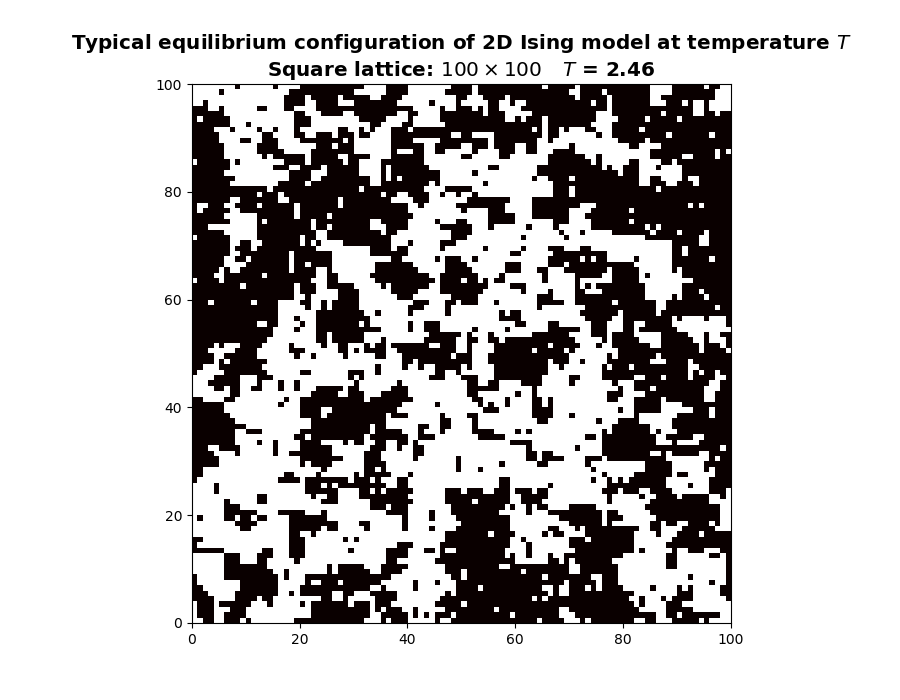 Typical equilibrium configuration of 2D Ising model at temperature T
Square lattice: 100 × 100 T = 2.46
100
80
60
40
20
0
0 20 40 60 80 100